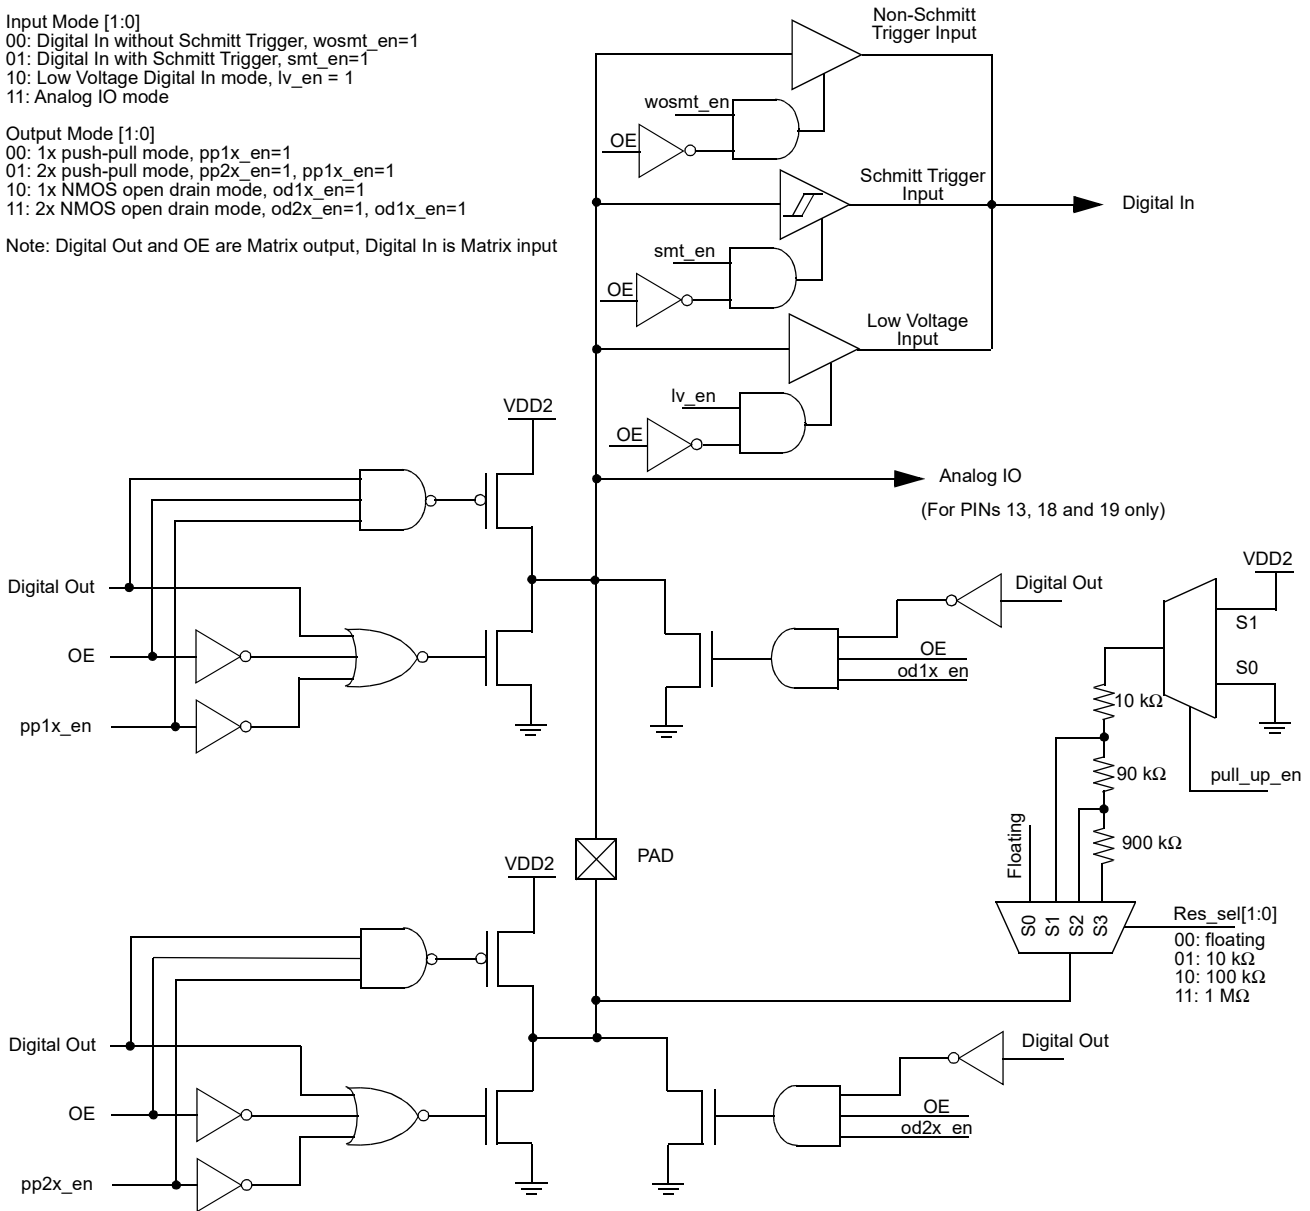 Input Mode [1:0]
00: Digital In without Schmitt Trigger, wosmt_en=1
01: Digital In with Schmitt Trigger, smt_en=1
10: Low Voltage Digital In mode, lv_en = 1
11: Analog IO mode
Output Mode [1:0]
00: 1x push-pull mode, pp1x_en=1
01: 2x push-pull mode, pp2x_en=1, pp1x_en=1
10: 1x NMOS open drain mode, od1x_en=1
11: 2x NMOS open drain mode, od2x_en=1, od1x_en=1
Note: Digital Out and OE are Matrix output, Digital In is Matrix input
Non-Schmitt
Trigger Input
wosmt_en
OE
Schmitt Trigger
Input
Digital In
smt_en
OE
Low Voltage
Input
lv_en
OE
VDD2
Analog IO
(For PINs 13, 18 and 19 only)
Digital Out
OE
pp1x_en
Digital Out
OE
od1x_en
VDD2
S1
S0
10 kΩ
90 kΩ
pull_up_en
900 kΩ
Floating
S0
S1
S2
S3
Res_sel[1:0]
00: floating
01: 10 kΩ
10: 100 kΩ
11: 1 MΩ
PAD
VDD2
Digital Out
OE
pp2x_en
Digital Out
OE
od2x_en